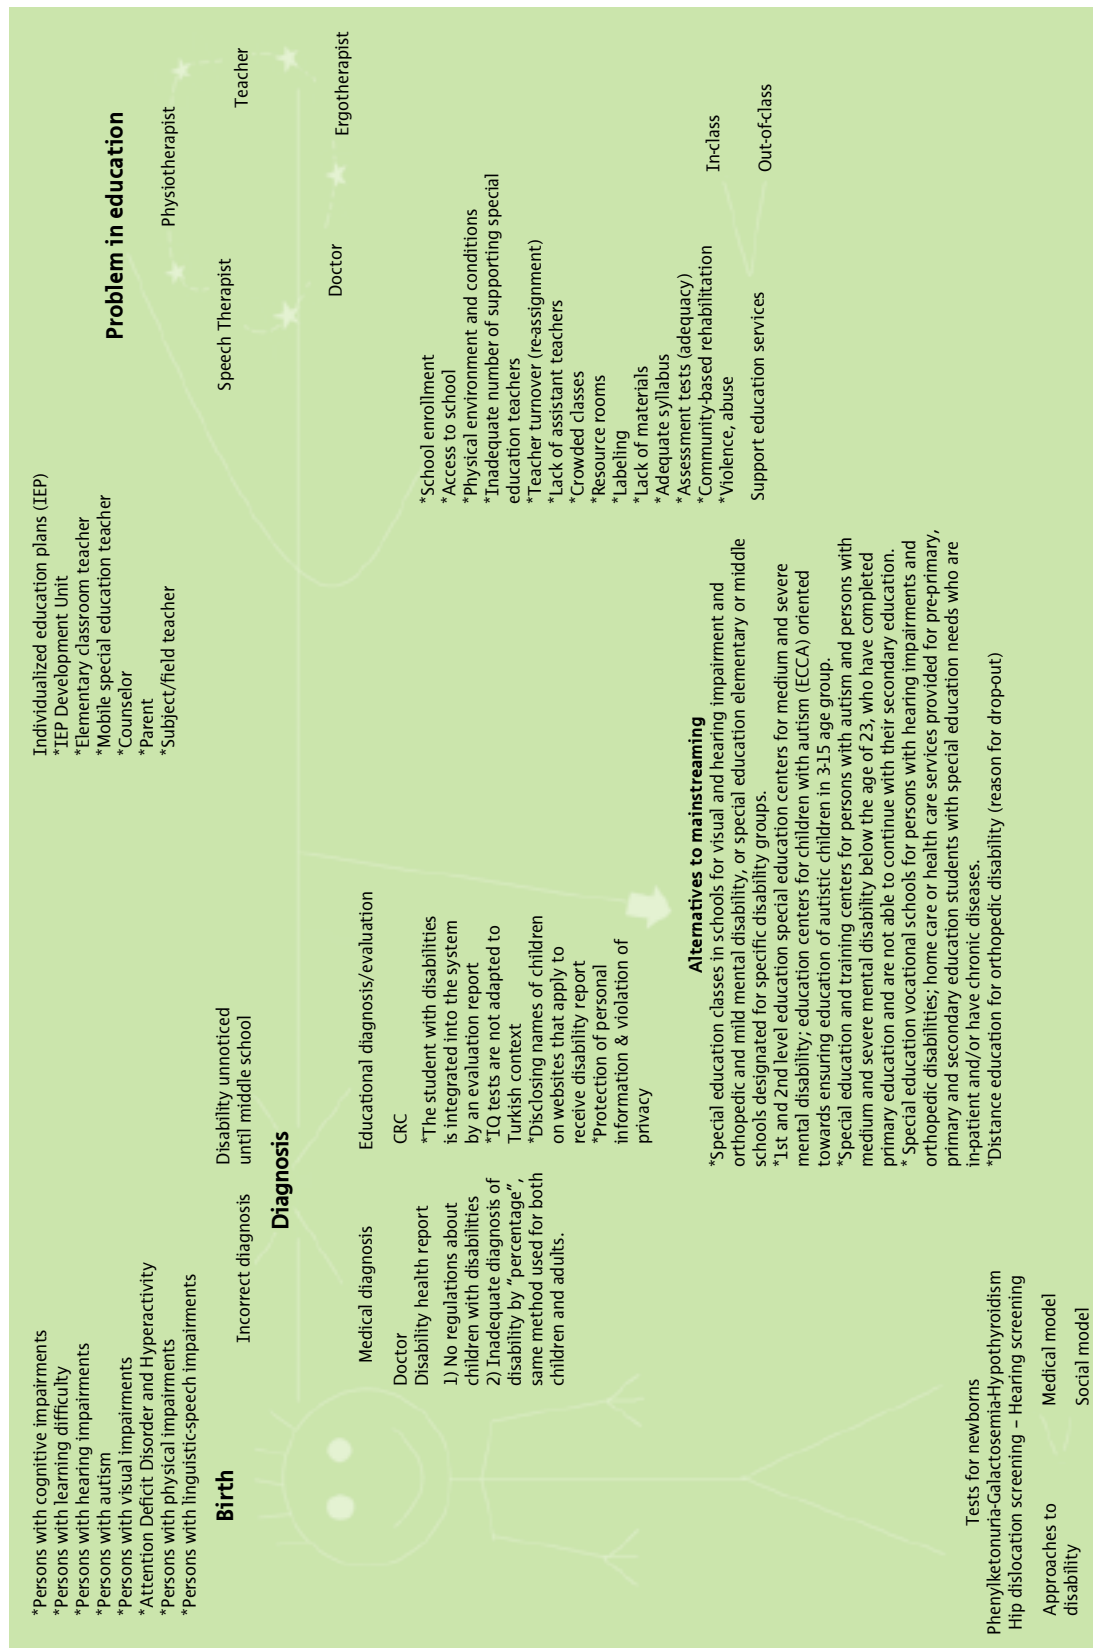 *Persons with cognitive impairments
*Persons with learning difficulty
*Persons with hearing impairments
*Persons with autism
*Persons with visual impairments
*Attention Deficit Disorder and Hyperactivity
*Persons with physical impairments
*Persons with linguistic-speech impairments
Birth
Tests for newborns
Phenylketonuria-Galactosemia-Hypothyroidism
Hip dislocation screening – Hearing screening
Approaches to
disability
Medical model
Social model
Incorrect diagnosis
Disability unnoticed
until middle school
Diagnosis
Medical diagnosis
Doctor
Disability health report
1) No regulations about
children with disabilities
2) Inadequate diagnosis of
disability by “percentage”,
same method used for both
children and adults.
Educational diagnosis/evaluation
CRC
*The student with disabilities
is integrated into the system
by an evaluation report
*IQ tests are not adapted to
Turkish context
*Disclosing names of children
on websites that apply to
receive disability report
*Protection of personal
information & violation of
privacy
Alternatives to mainstreaming
*Special education classes in schools for visual and hearing impairment and
orthopedic and mild mental disability, or special education elementary or middle
schools designated for specific disability groups.
*1st and 2nd level education special education centers for medium and severe
mental disability; education centers for children with autism (ECCA) oriented
towards ensuring education of autistic children in 3-15 age group.
*Special education and training centers for persons with autism and persons with
medium and severe mental disability below the age of 23, who have completed
primary education and are not able to continue with their secondary education.
* Special education vocational schools for persons with hearing impairments and
orthopedic disabilities; home care or health care services provided for pre-primary,
primary and secondary education students with special education needs who are
in-patient and/or have chronic diseases.
*Distance education for orthopedic disability (reason for drop-out)
Individualized education plans (IEP)
*IEP Development Unit
*Elementary classroom teacher
*Mobile special education teacher
*Counselor
*Parent
*Subject/field teacher
Problem in education
Speech Therapist
Physiotherapist
Teacher
Doctor
Ergotherapist
*School enrollment
*Access to school
*Physical environment and conditions
*Inadequate number of supporting special
education teachers
*Teacher turnover (re-assignment)
*Lack of assistant teachers
*Crowded classes
*Resource rooms
*Labeling
*Lack of materials
*Adequate syllabus
*Assessment tests (adequacy)
*Community-based rehabilitation
*Violence, abuse
Support education services
In-class
Out-of-class